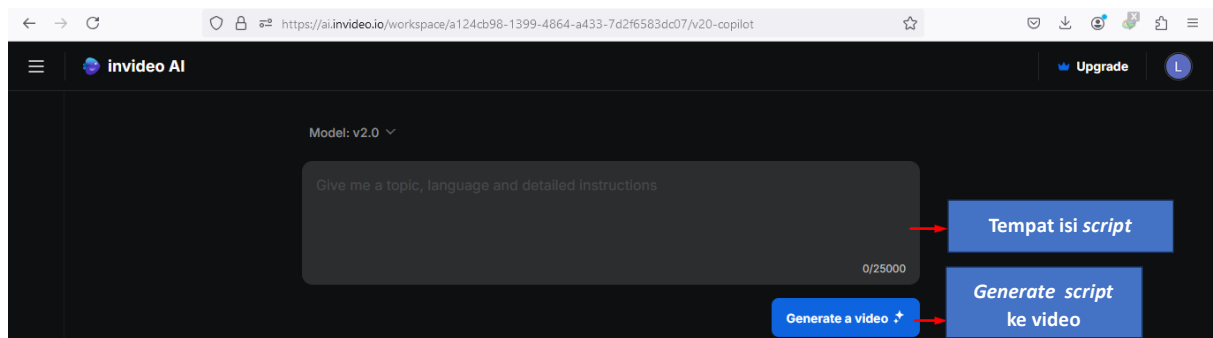 https://ai.invideo.io/workspace/a124cb98-1399-4864-a433-7d2f6583dc07/v20-copilot
invideo AI
Upgrade
L
Model: v2.0
Give me a topic, language and detailed instructions
Tempat isi script
0/25000
Generate a video
Generate script
ke video